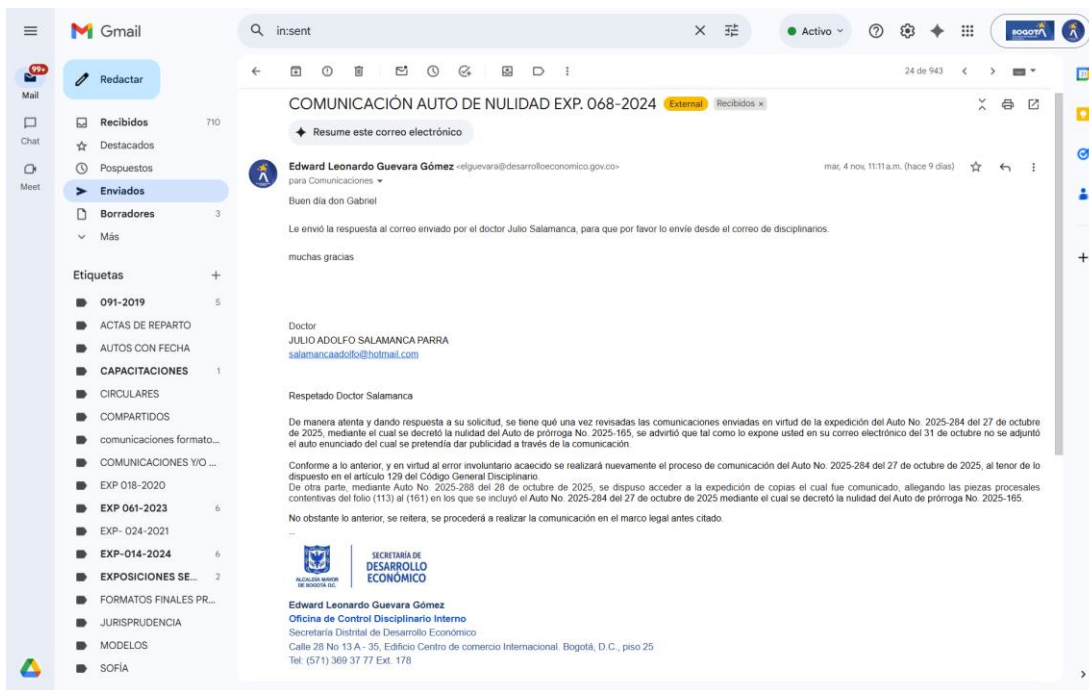 Gmail
in:sent
Activo
BOGOTÁ
99+
Mail
Chat
Meet
Redactar
Recibidos 710
Destacados
Pospuestos
Enviados
Borradores 3
Más
Etiquetas +
091-2019 5
ACTAS DE REPARTO
AUTOS CON FECHA
CAPACITACIONES 1
CIRCULARES
COMPARTIDOS
comunicaciones formato...
COMUNICACIONES Y/O ...
EXP 018-2020
EXP 061-2023 6
EXP- 024-2021
EXP-014-2024 6
EXPOSICIONES SE... 2
FORMATOS FINALES PR...
JURISPRUDENCIA
MODELOS
SOFÍA
24 de 943
COMUNICACIÓN AUTO DE NULIDAD EXP. 068-2024 External Recibidos x
Resume este correo electrónico
Edward Leonardo Guevara Gómez <elguevara@desarrolloeconomico.gov.co> mar, 4 nov, 11:11 a.m. (hace 9 días)
para Comunicaciones
Buen día don Gabriel
Le envió la respuesta al correo enviado por el doctor Julio Salamanca, para que por favor lo envíe desde el correo de disciplinarios.
muchas gracias
Doctor
JULIO ADOLFO SALAMANCA PARRA
salamancaadolfo@hotmail.com
Respetado Doctor Salamanca
De manera atenta y dando respuesta a su solicitud, se tiene qué una vez revisadas las comunicaciones enviadas en virtud de la expedición del Auto No. 2025-284 del 27 de octubre
de 2025, mediante el cual se decretó la nulidad del Auto de prórroga No. 2025-165, se advirtió que tal como lo expone usted en su correo electrónico del 31 de octubre no se adjuntó
el auto enunciado del cual se pretendía dar publicidad a través de la comunicación.
Conforme a lo anterior, y en virtud al error involuntario acaecido se realizará nuevamente el proceso de comunicación del Auto No. 2025-284 del 27 de octubre de 2025, al tenor de lo
dispuesto en el artículo 129 del Código General Disciplinario.
De otra parte, mediante Auto No. 2025-288 del 28 de octubre de 2025, se dispuso acceder a la expedición de copias el cual fue comunicado, allegando las piezas procesales
contentivas del folio (113) al (161) en los que se incluyó el Auto No. 2025-284 del 27 de octubre de 2025 mediante el cual se decretó la nulidad del Auto de prórroga No. 2025-165.
No obstante lo anterior, se reitera, se procederá a realizar la comunicación en el marco legal antes citado.
...
ALCALDÍA MAYOR
DE BOGOTÁ D.C.
SECRETARÍA DE
DESARROLLO
ECONÓMICO
Edward Leonardo Guevara Gómez
Oficina de Control Disciplinario Interno
Secretaría Distrital de Desarrollo Económico
Calle 28 No 13 A - 35, Edificio Centro de comercio Internacional. Bogotá, D.C., piso 25
Tel: (571) 369 37 77 Ext. 178